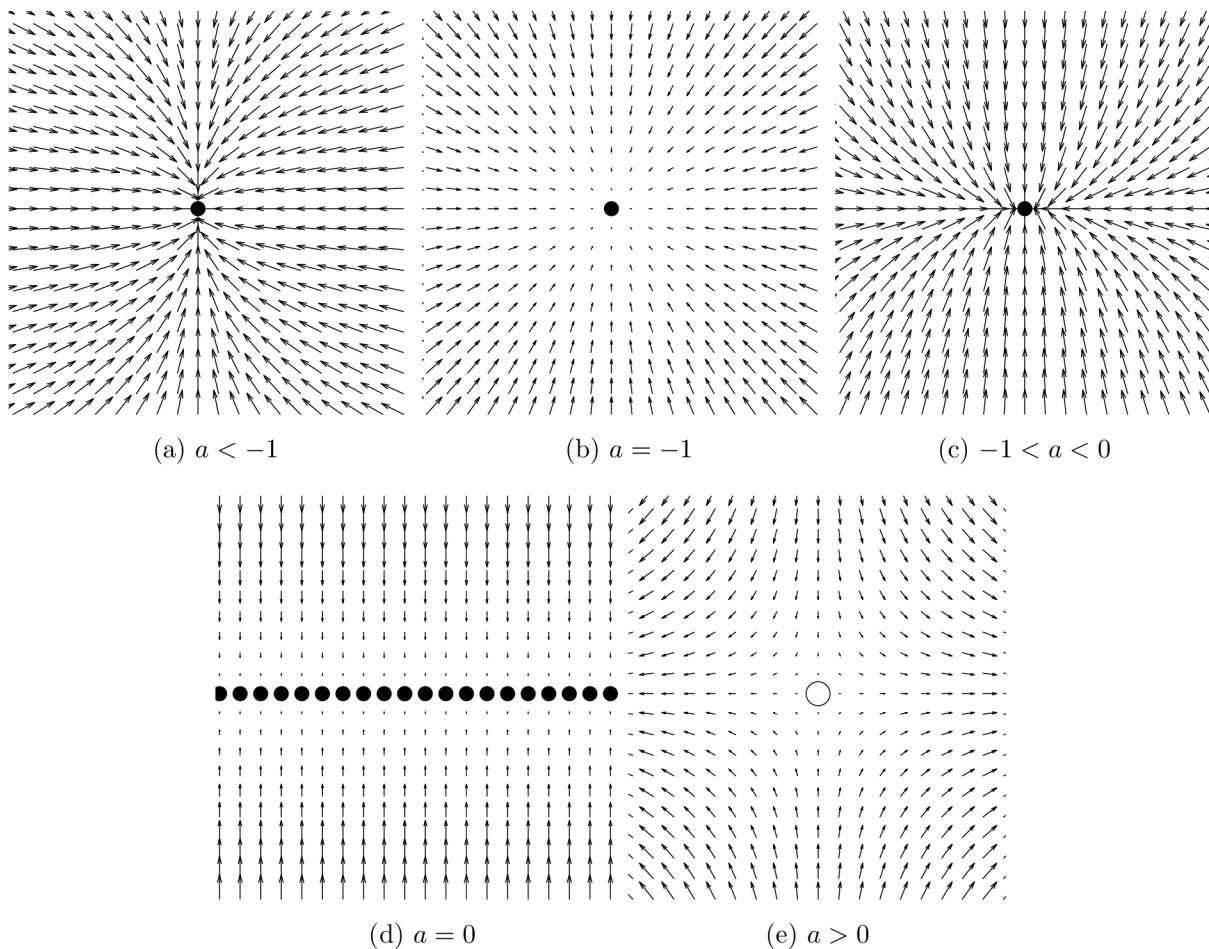 (a) a < −1
(b) a = −1
(c) −1 < a < 0
(d) a = 0
(e) a > 0